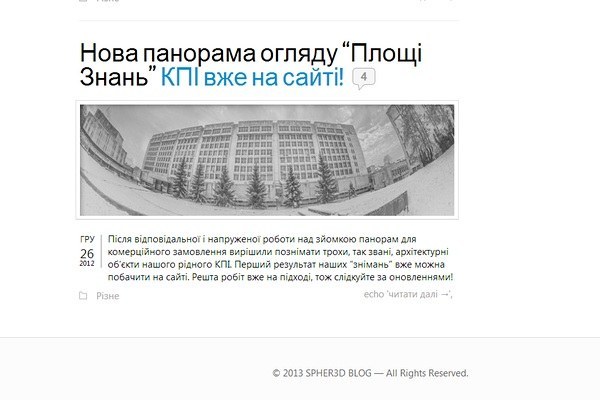 Нова панорама огляду “Площі
Знань” КПІ вже на сайті! 4
ГРУ
26
2012
Після відповідальної і напруженої роботи над зйомкою панорам для
комерційного замовлення вирішили познімати трохи, так звані, архітектурні
об’єкти нашого рідного КПІ. Перший результат наших “знімань” вже можна
побачити на сайті. Решта робіт вже на підході, тож слідкуйте за оновленнями!
Різне
echo ‘читати далі →’;
© 2013 SPHER3D BLOG — All Rights Reserved.